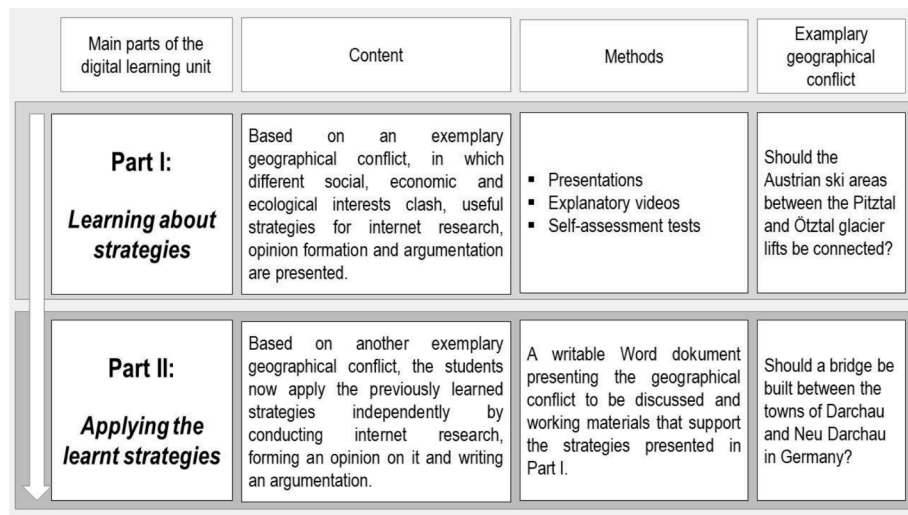 Main parts of the
digital learning unit
Content
Methods
Examplary
geographical
conflict
Part I:
Learning about
strategies
Based on an exemplary
geographical conflict, in which
different social, economic and
ecological interests clash, useful
strategies for internet research,
opinion formation and argumentation
are presented.
▪ Presentations
▪ Explanatory videos
▪ Self-assessment tests
Should the
Austrian ski areas
between the Pitztal
and Ötztal glacier
lifts be connected?
Part II:
Applying the
learnt strategies
Based on another exemplary
geographical conflict, the students
now apply the previously learned
strategies independently by
conducting internet research,
forming an opinion on it and writing
an argumentation.
A writable Word dokument
presenting the geographical
conflict to be discussed and
working materials that support
the strategies presented in
Part I.
Should a bridge be
built between the
towns of Darchau
and Neu Darchau
in Germany?